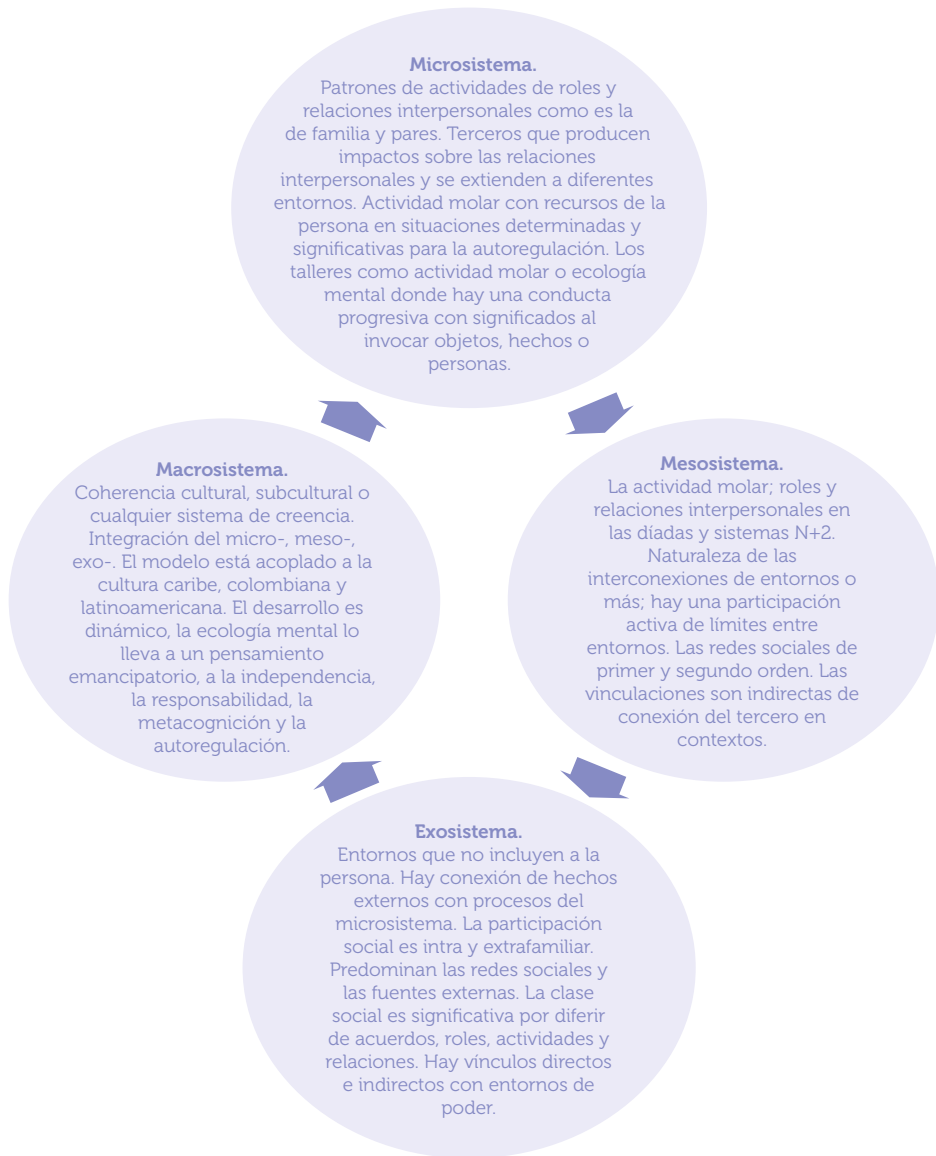 Microsistema.
Patrones de actividades de roles y
relaciones interpersonales como es la
de familia y pares. Terceros que producen
impactos sobre las relaciones
interpersonales y se extienden a diferentes
entornos. Actividad molar con recursos de la
persona en situaciones determinadas y
significativas para la autoregulación. Los
talleres como actividad molar o ecología
mental donde hay una conducta
progresiva con significados al
invocar objetos, hechos o
personas.
Macrosistema.
Coherencia cultural, subcultural o
cualquier sistema de creencia.
Integración del micro-, meso-,
exo-. El modelo está acoplado a la
cultura caribe, colombiana y
latinoamericana. El desarrollo es
dinámico, la ecología mental lo
lleva a un pensamiento
emancipatorio, a la independencia,
la responsabilidad, la
metacognición y la
autoregulación.
Mesosistema.
La actividad molar; roles y
relaciones interpersonales en
las díadas y sistemas N+2.
Naturaleza de las
interconexiones de entornos o
más; hay una participación
activa de límites entre
entornos. Las redes sociales de
primer y segundo orden. Las
vinculaciones son indirectas de
conexión del tercero en
contextos.
Exosistema.
Entornos que no incluyen a la
persona. Hay conexión de hechos
externos con procesos del
microsistema. La participación
social es intra y extrafamiliar.
Predominan las redes sociales y
las fuentes externas. La clase
social es significativa por diferir
de acuerdos, roles, actividades y
relaciones. Hay vínculos directos
e indirectos con entornos de
poder.